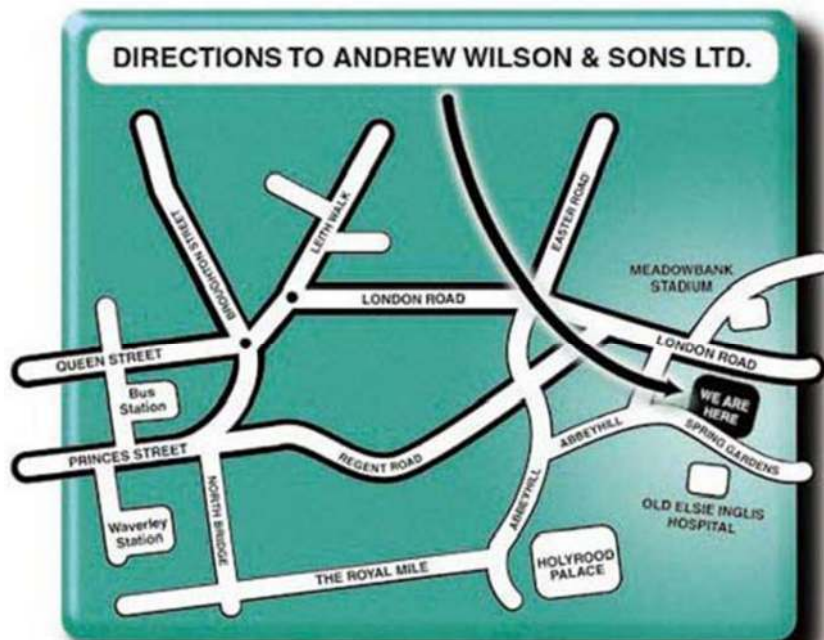 DIRECTIONS TO ANDREW WILSON & SONS LTD.
BROUGHTON STREET
LEITH WALK
EASTER ROAD
MEADOWBANK
STADIUM
LONDON ROAD
LONDON ROAD
QUEEN STREET
Bus
Station
WE ARE
HERE
ABBEYHILL
SPRING GARDENS
PRINCES STREET
REGENT ROAD
NORTH BRIDGE
ABBEYHILL
OLD ELSIE INGLIS
HOSPITAL
Waverley
Station
THE ROYAL MILE
HOLYROOD
PALACE